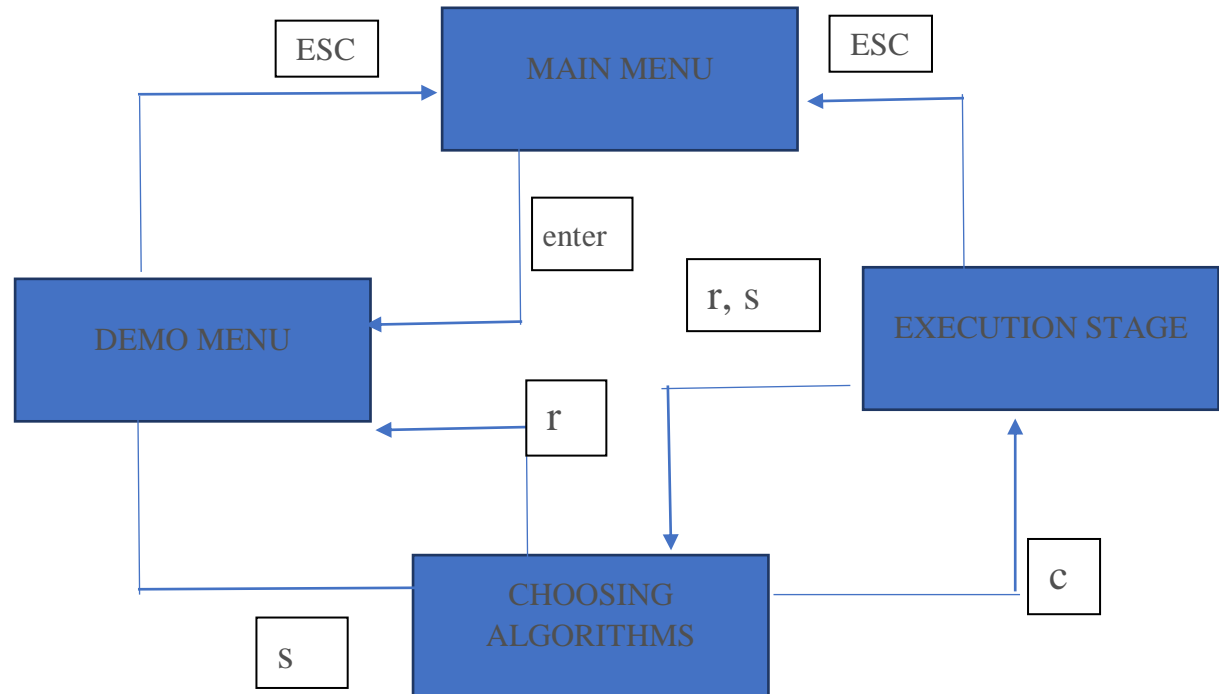 ESC
MAIN MENU
ESC
enter
r, s
DEMO MENU
EXECUTION STAGE
r
CHOOSING
ALGORITHMS
c
s